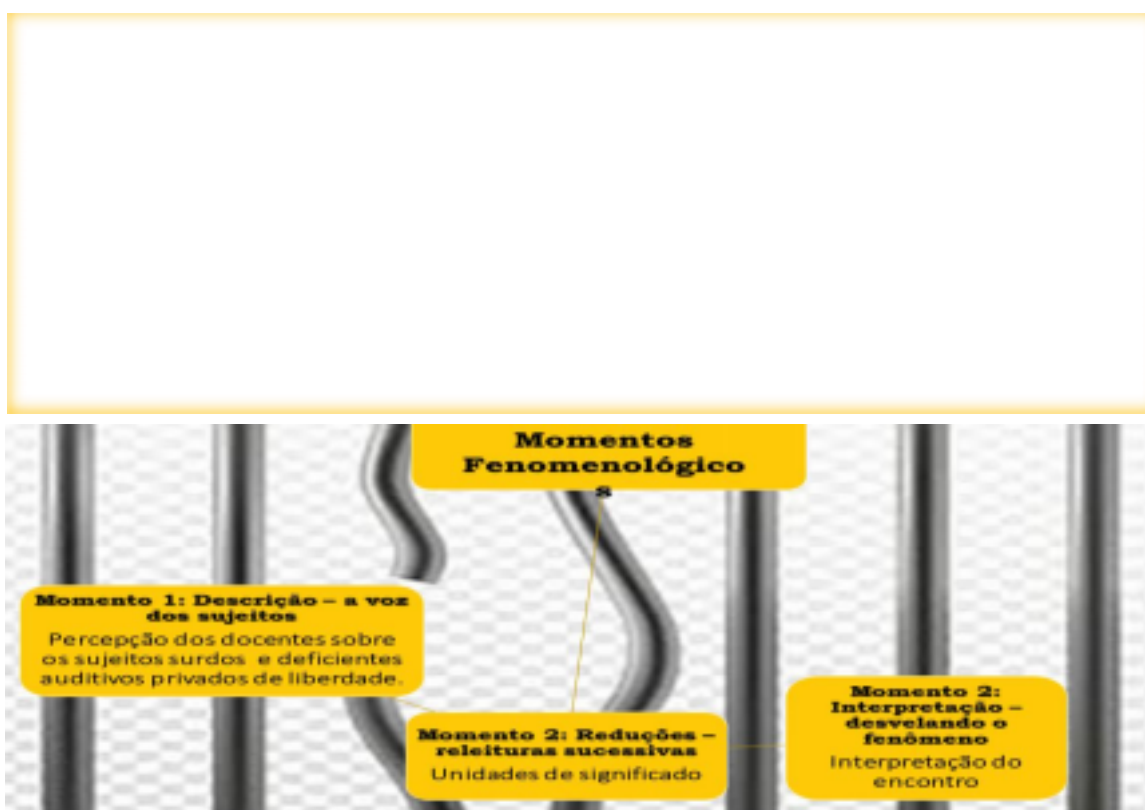 Momentos
Fenomenológico
s
Momento 1: Descrição – a voz
dos sujeitos
Percepção dos docentes sobre
os sujeitos surdos e deficientes
auditivos privados de liberdade.
Momento 2: Reduções –
releituras sucessivas
Unidades de significado
Momento 2:
Interpretação –
desvelando o
fenômeno
Interpretação do
encontro